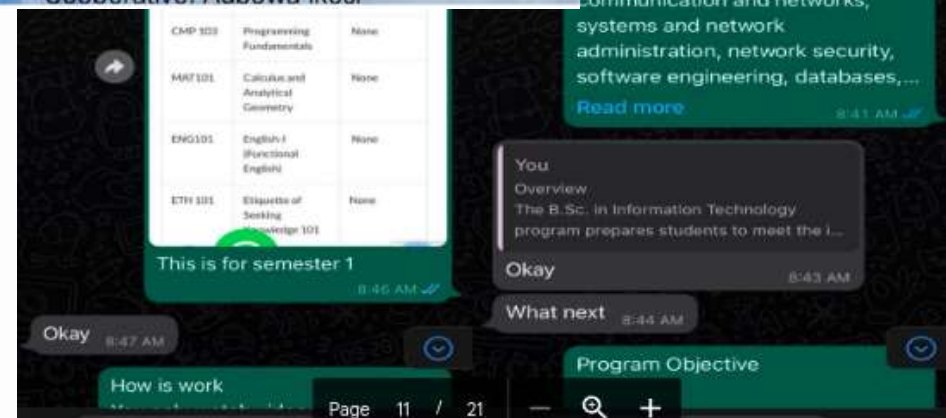 CMP 103 Programming None
Fundamentals
MAT101 Calculus and None
Analytical
Geometry
ENG101 English-I None
(Functional
English)
ETH 101 Etiquette of None
Seeking
Knowledge 101
This is for semester 1
8:46 AM
Okay 8:47 AM
How is work
communication and networks,
systems and network
administration, network security,
software engineering, databases,...
Read more 8:41 AM
You
Overview
The B.Sc. in Information Technology
program prepares students to meet the i...
Okay 8:43 AM
What next 8:44 AM
Program Objective
Page 11 / 21 — +